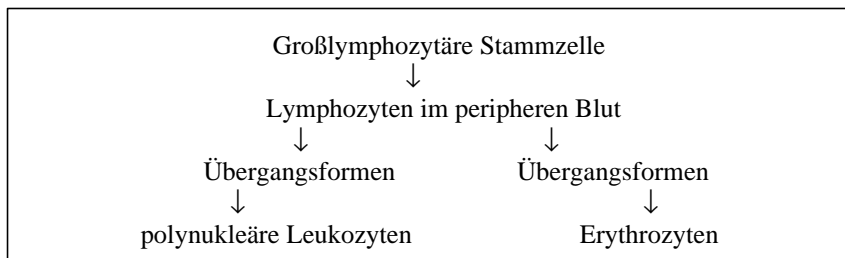 Großlymphozytäre Stammzelle
↓
Lymphozyten im peripheren Blut
↓ ↓
Übergangsformen Übergangsformen
↓ ↓
polynukleäre Leukozyten Erythrozyten